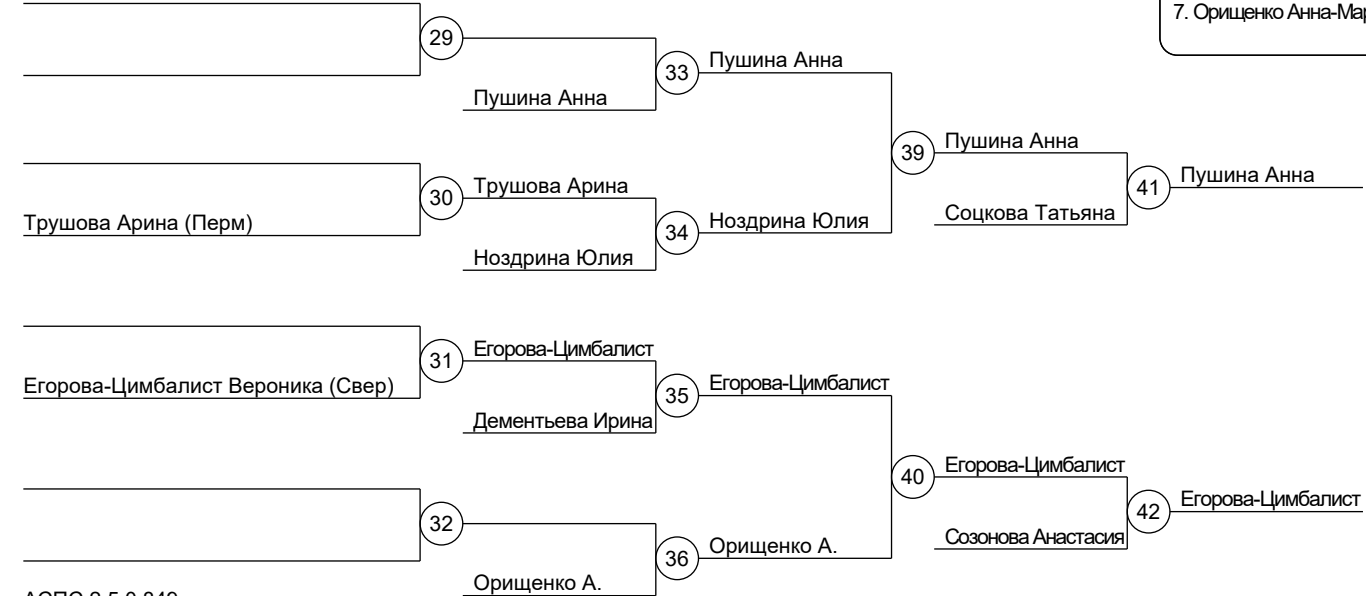 7. Орищенко Анна-Мар
29
Пушина Анна
33
Пушина Анна
39
Пушина Анна
41
Пушина Анна
30
Трушова Арина
Трушова Арина (Перм)
34
Ноздрина Юлия
Соцкова Татьяна
Ноздрина Юлия
31
Егорова-Цимбалист
Егорова-Цимбалист Вероника (Свер)
35
Егорова-Цимбалист
Дементьева Ирина
40
Егорова-Цимбалист
42
Егорова-Цимбалист
32
Созонова Анастасия
36
Орищенко А.
Орищенко А.